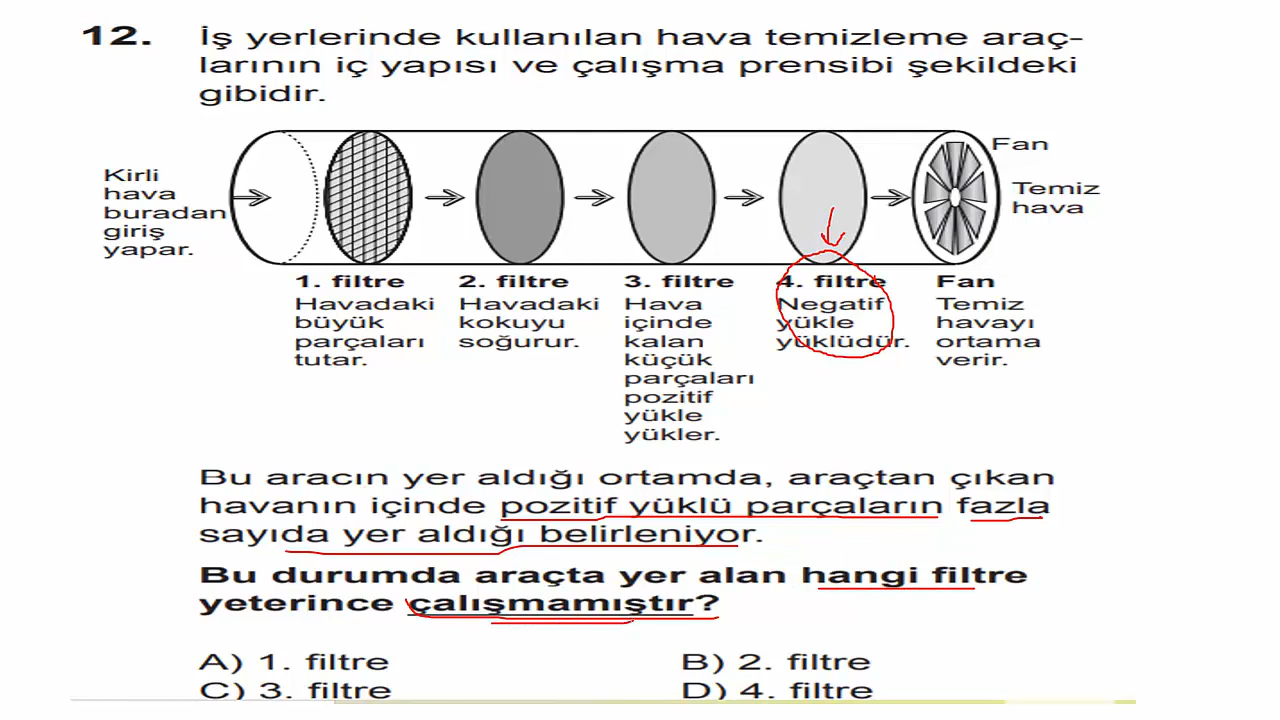 12. İş yerlerinde kullanılan hava temizleme araç-
larının iç yapısı ve çalışma prensibi şekildeki
gibidir.
Kirli
hava
buradan
giriş
yapar.
Fan
Temiz
hava
1. filtre
Havadaki
büyük
parçaları
tutar.
2. filtre
Havadaki
kokuyu
soğurur.
3. filtre
Hava
içinde
kalan
küçük
parçaları
pozitif
yükle
yükler.
4. filtre
Negatif
yükle
yüklüdür.
Fan
Temiz
havayı
ortama
verir.
Bu aracın yer aldığı ortamda, araçtan çıkan
havanın içinde pozitif yüklü parçaların fazla
sayıda yer aldığı belirleniyor.
Bu durumda araçta yer alan hangi filtre
yeterince çalışmamıştır?
A) 1. filtre
B) 2. filtre
C) 3. filtre
D) 4. filtre